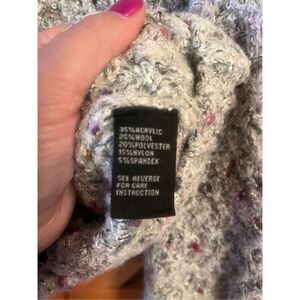 35%ACRYLIC
25%WOOL
20%POLYESTER
15%NYLON
5%SPANDEX
SEE REVERSE
FOR CARE
INSTRUCTION